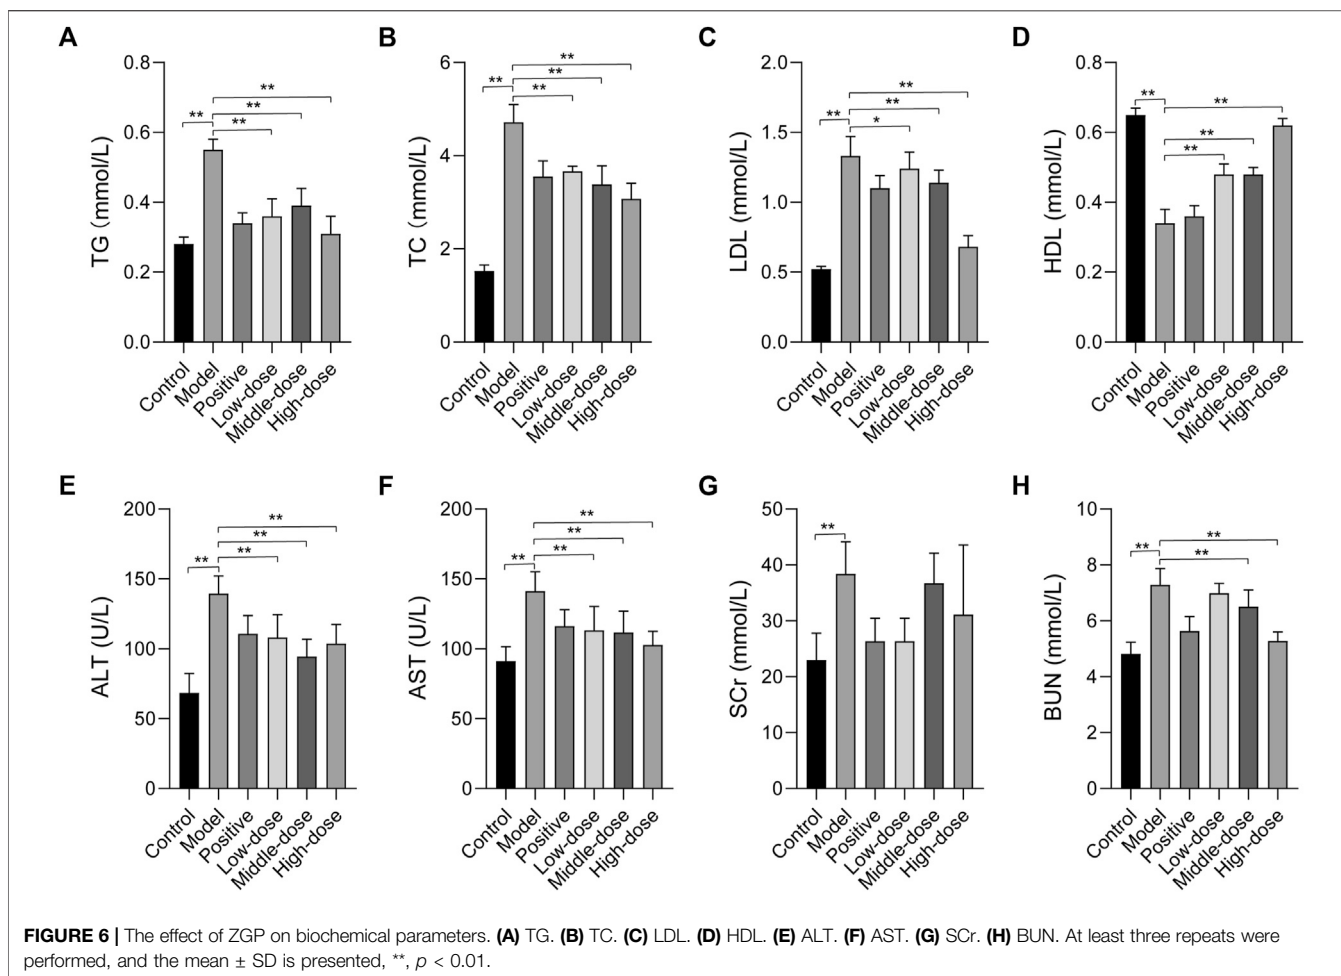 A
B
C
D
TG (mmol/L)
0.8
0.6
0.4
0.2
0.0
**
**
**
**
Control
Model
Positive
Low-dose
Middle-dose
High-dose
TC (mmol/L)
6
4
2
0
**
**
**
**
Control
Model
Positive
Low-dose
Middle-dose
High-dose
LDL (mmol/L)
2.0
1.5
1.0
0.5
0.0
**
**
**
*
Control
Model
Positive
Low-dose
Middle-dose
High-dose
HDL (mmol/L)
0.8
0.6
0.4
0.2
0.0
**
**
**
**
Control
Model
Positive
Low-dose
Middle-dose
High-dose
E
F
G
H
ALT (U/L)
200
150
100
50
0
**
**
**
**
Control
Model
Positive
Low-dose
Middle-dose
High-dose
AST (U/L)
200
150
100
50
0
**
**
**
**
Control
Model
Positive
Low-dose
Middle-dose
High-dose
SCr (mmol/L)
50
40
30
20
10
0
**
Control
Model
Positive
Low-dose
Middle-dose
High-dose
BUN (mmol/L)
10
8
6
4
2
0
**
**
**
Control
Model
Positive
Low-dose
Middle-dose
High-dose
FIGURE 6 | The effect of ZGP on biochemical parameters. (A) TG. (B) TC. (C) LDL. (D) HDL. (E) ALT. (F) AST. (G) SCr. (H) BUN. At least three repeats were
performed, and the mean ± SD is presented, **, p < 0.01.